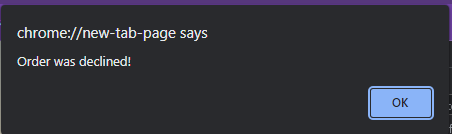 chrome://new-tab-page says
Order was declined!
OK